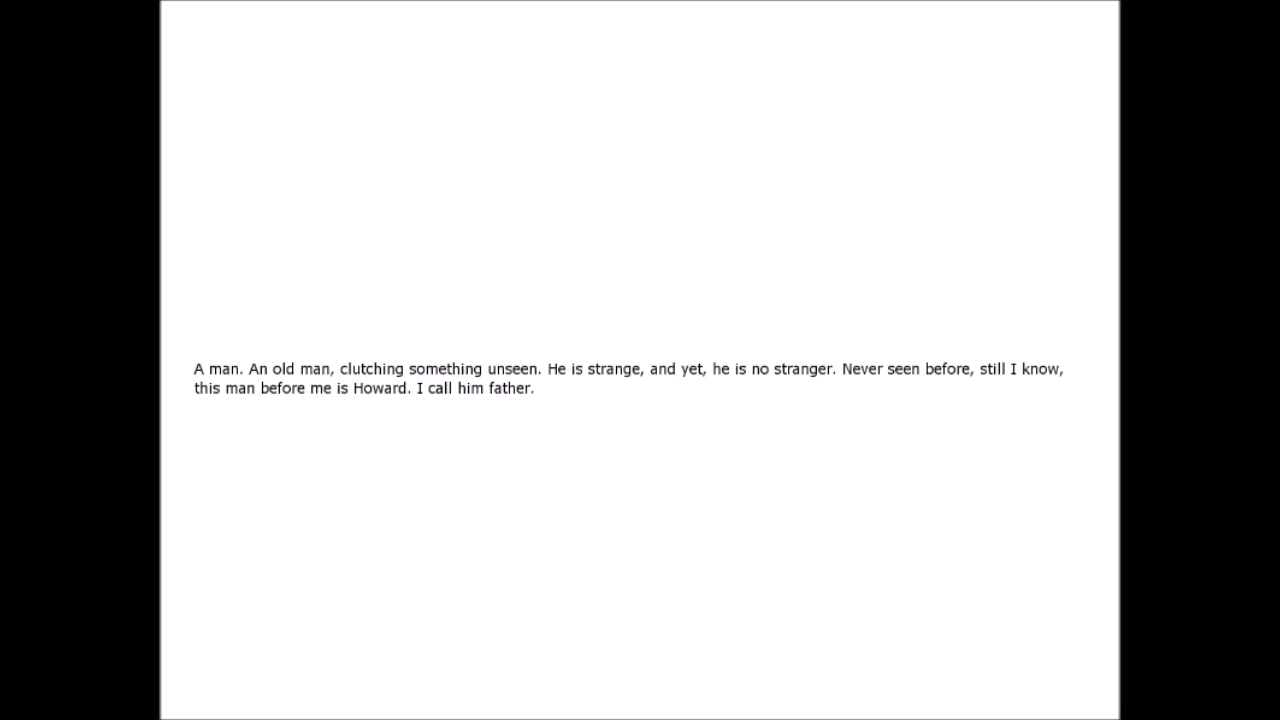 A man. An old man, clutching something unseen. He is strange, and yet, he is no stranger. Never seen before, still I know,
this man before me is Howard. I call him father.